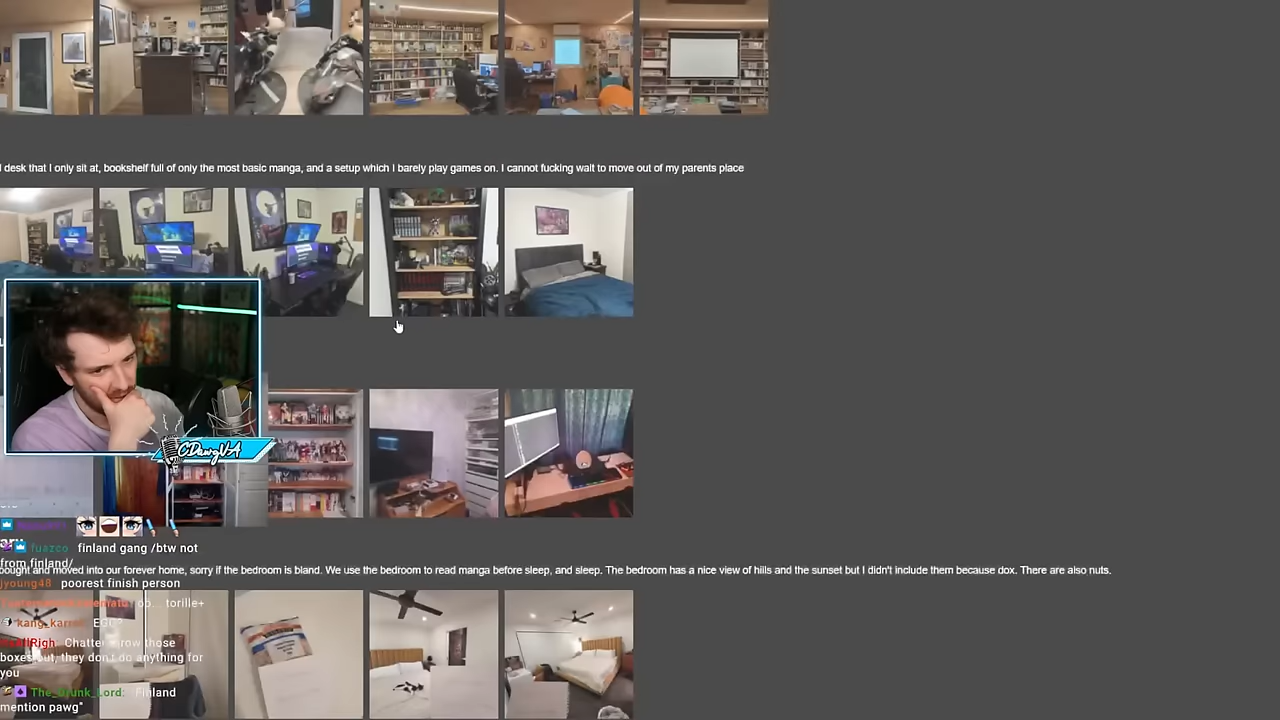 desk that I only sit at, bookshelf full of only the most basic manga, and a setup which I barely play games on. I cannot fucking wait to move out of my parents place
CDawgVA
fuazco finland gang /btw not
from finland/
bought and moved into our forever home, sorry if the bedroom is bland. We use the bedroom to read manga before sleep, and sleep. The bedroom has a nice view of hills and the sunset but I didn't include them because dox. There are also nuts.
jyoung48 poorest finish person
torille+
those
boxes out, they don't do anything for
you
The_Drunk_Lord: Finland
mention pawg"